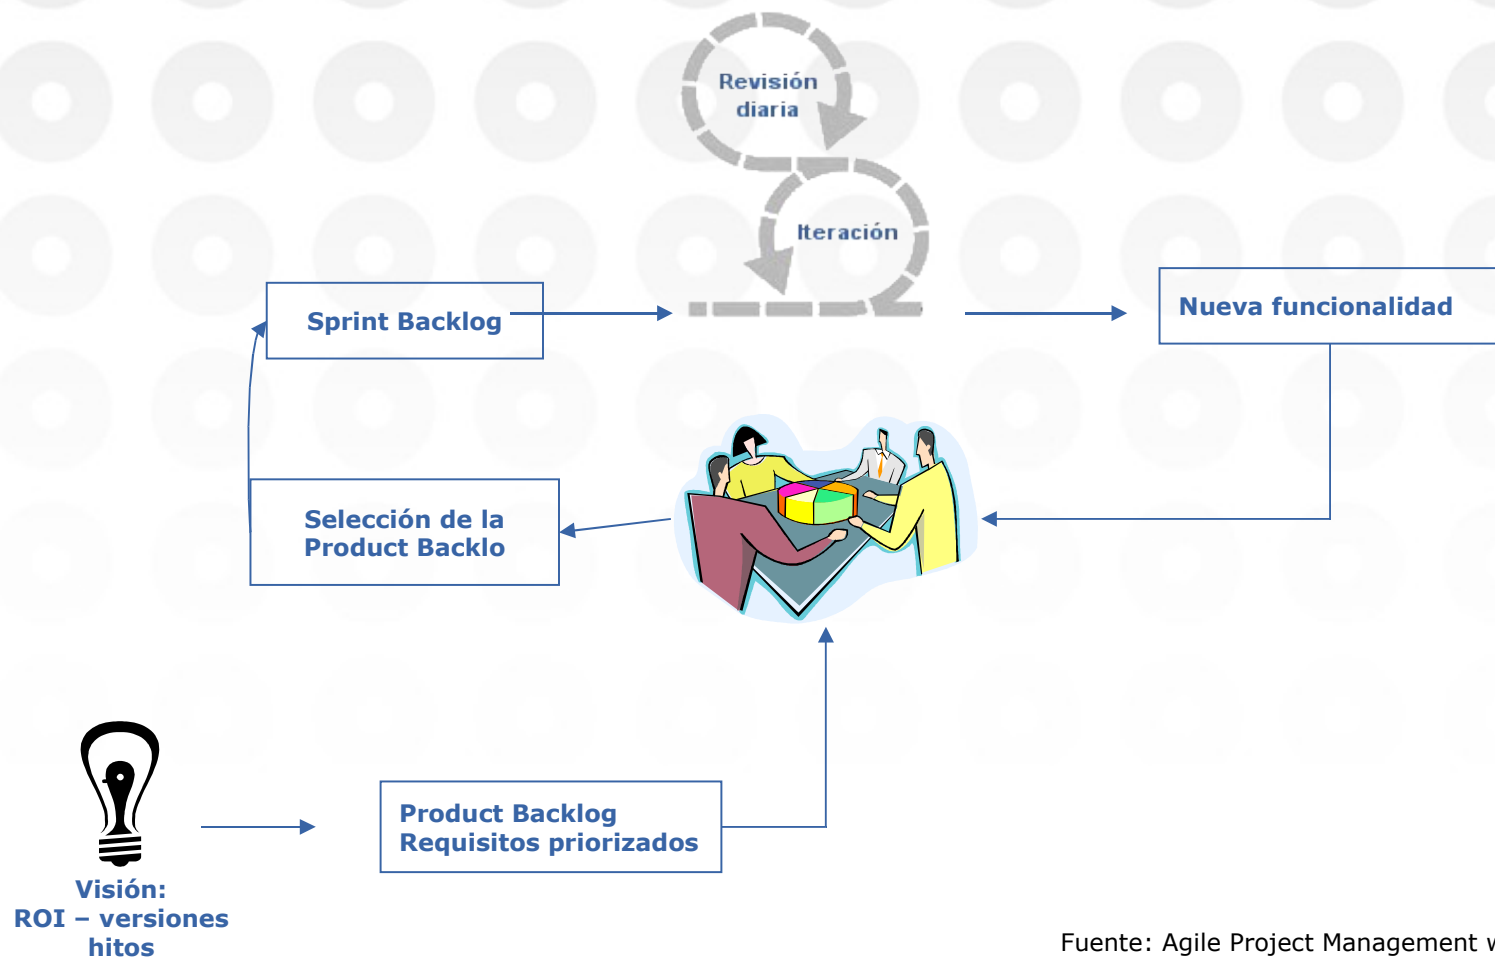 Revisión
diaria
Iteración
Sprint Backlog
Nueva funcionalidad
Selección de la
Product Backlo
Product Backlog
Requisitos priorizados
Visión:
ROI – versiones
hitos
Fuente: Agile Project Management